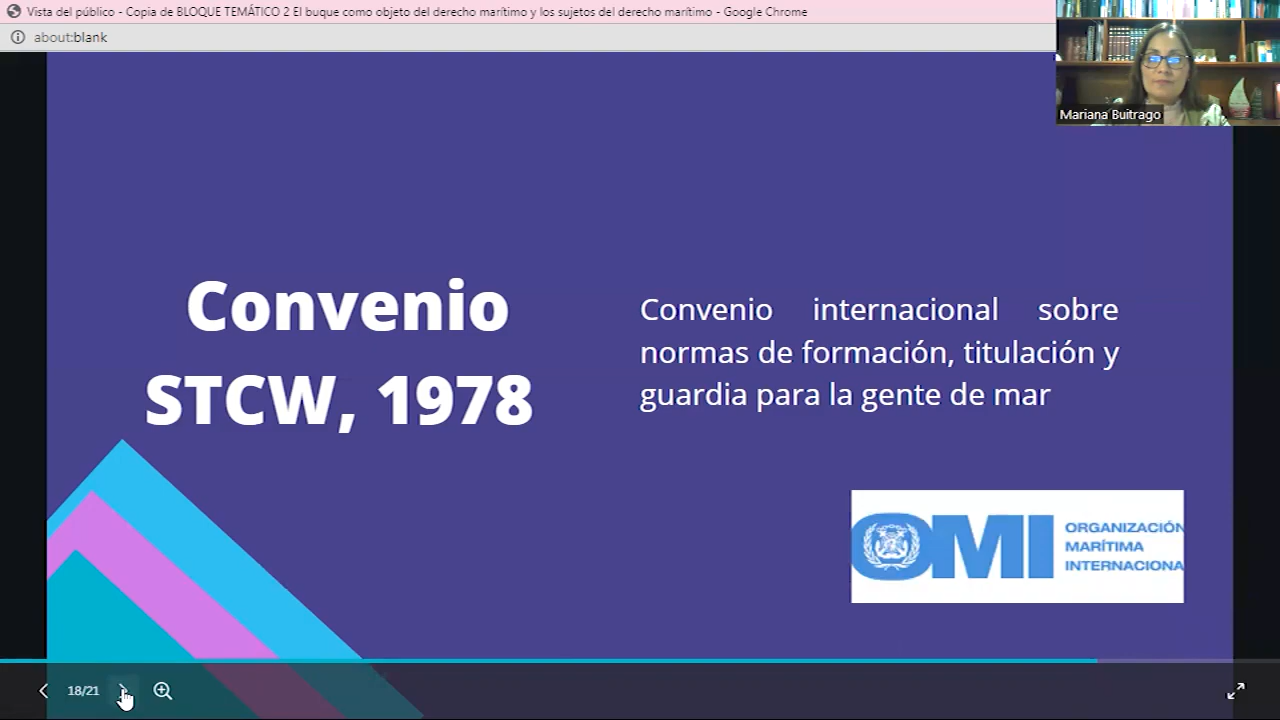 Vista del público - Copia de BLOQUE TEMÁTICO 2 El buque como objeto del derecho marítimo y los sujetos del derecho marítimo - Google Chrome
about:blank
Mariana Buitrago
Convenio
STCW, 1978
Convenio internacional sobre
normas de formación, titulación y
guardia para la gente de mar
OMI
ORGANIZACIÓN
MARÍTIMA
INTERNACIONA
18/21